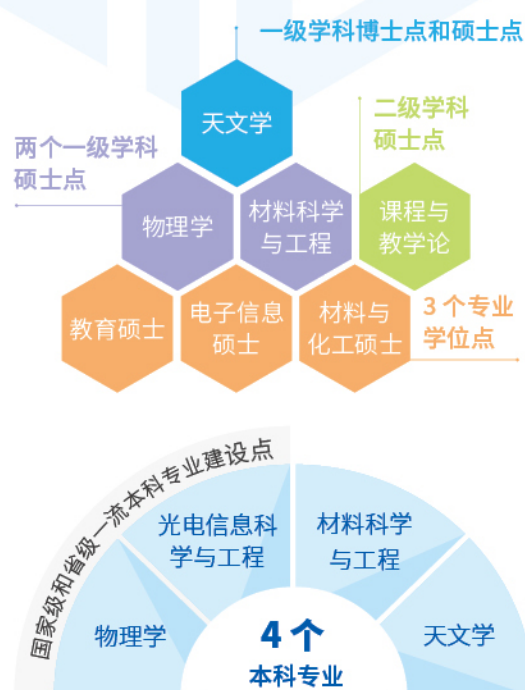 一级学科博士点和硕士点
天文学
二级学科
硕士点
两个一级学科
硕士点
物理学
材料科学
与工程
课程与
教学论
教育硕士
电子信息
硕士
材料与
化工硕士
3 个专业
学位点
国家级和省级一流本科专业建设点
物理学
光电信息科
学与工程
材料科学
与工程
天文学
4 个
本科专业